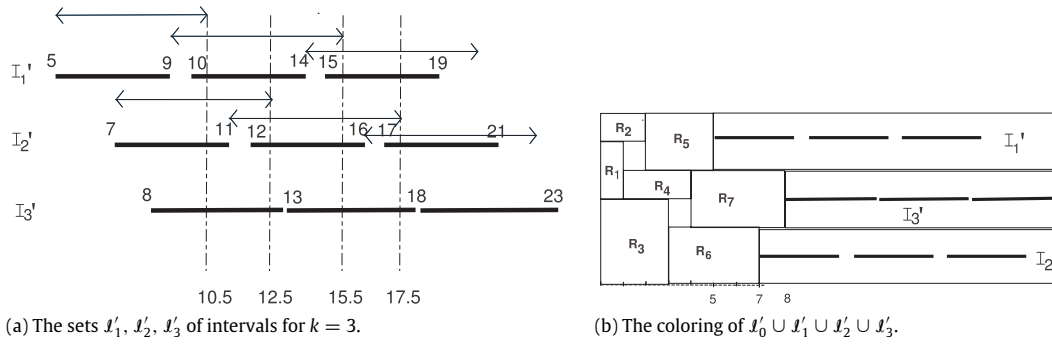 5 9 10 14 15 19
I₁'
7 11 12 16 17 21
I₂'
8 13 18 23
I₃'
10.5 12.5 15.5 17.5
(a) The sets ℐ′₁, ℐ′₂, ℐ′₃ of intervals for k = 3.
R₂ R₅ I₁'
R₁ R₄ R₇ I₃'
R₃ R₆ I₂
5 7 8
(b) The coloring of ℐ′₀ ∪ ℐ′₁ ∪ ℐ′₂ ∪ ℐ′₃.